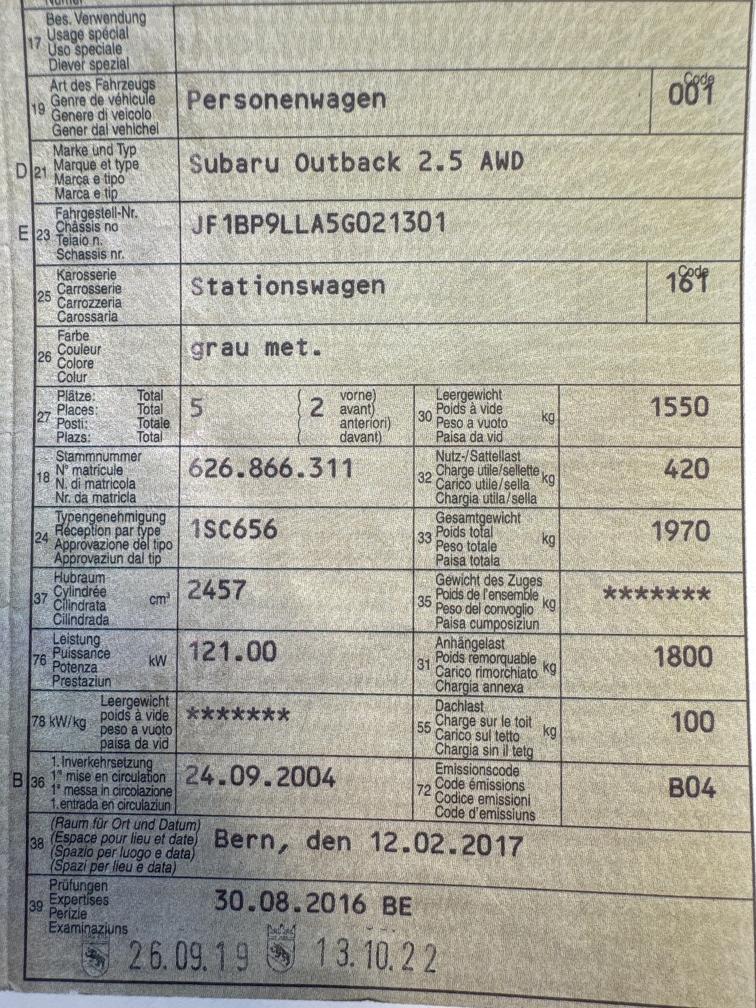 17 Bes. Verwendung
Usage spécial
Uso speciale
Diever spezial
19 Art des Fahrzeugs
Genre de véhicule
Genere di veicolo
Gener dal vehichel
Personenwagen
Code
001
D 21 Marke und Typ
Marque et type
Marca e tipo
Marca e tip
Subaru Outback 2.5 AWD
E 23 Fahrgestell-Nr.
Châssis no
Telaio n.
Schassis nr.
JF1BP9LLA5G021301
25 Karosserie
Carrosserie
Carrozzeria
Carossaria
Stationswagen
Code
161
26 Farbe
Couleur
Colore
Colur
grau met.
27 Plätze: Total
Places: Total
Posti: Totale
Plazs: Total
5
2
vorne)
avant)
anteriori)
davant)
30 Leergewicht
Poids à vide
Peso a vuoto
Paisa da vid
kg
1550
18 Stammnummer
N° matricule
N. di matricola
Nr. da matricla
626.866.311
32 Nutz-/Sattellast
Charge utile/sellette
Carico utile/sella
Chargia utila/sella
kg
420
24 Typengenehmigung
Réception par type
Approvazione del tipo
Approvaziun dal tip
1SC656
33 Gesamtgewicht
Poids total
Peso totale
Paisa totala
kg
1970
37 Hubraum
Cylindrée
Cilindrata
Cilindrada
cm³
2457
35 Gewicht des Zuges
Poids de l'ensemble
Peso del convoglio
Paisa cumposiziun
kg
*******
76 Leistung
Puissance
Potenza
Prestaziun
kW
121.00
31 Anhängelast
Poids remorquable
Carico rimorchiato
Chargia annexa
kg
1800
78 kW/kg
Leergewicht
poids à vide
peso a vuoto
paisa da vid
*******
55 Dachlast
Charge sur le toit
Carico sul tetto
Chargia sin il tetg
kg
100
B 36 1. Inverkehrsetzung
1re mise en circulation
1a messa in circolazione
1. entrada en circulaziun
24.09.2004
72 Emissionscode
Code émissions
Codice emissioni
Code d'emissiuns
B04
38 (Raum für Ort und Datum)
(Espace pour lieu et date)
(Spazio per luogo e data)
(Spazi per lieu e data)
Bern, den 12.02.2017
39 Prüfungen
Expertises
Perizie
Examinaziuns
30.08.2016 BE
26.09.19 13.10.22